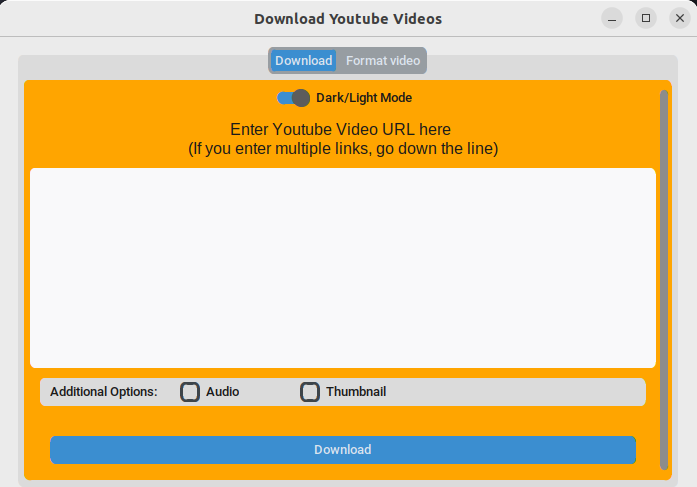 Download Youtube Videos
Download Format video
Dark/Light Mode
Enter Youtube Video URL here
(If you enter multiple links, go down the line)
Additional Options: Audio Thumbnail
Download